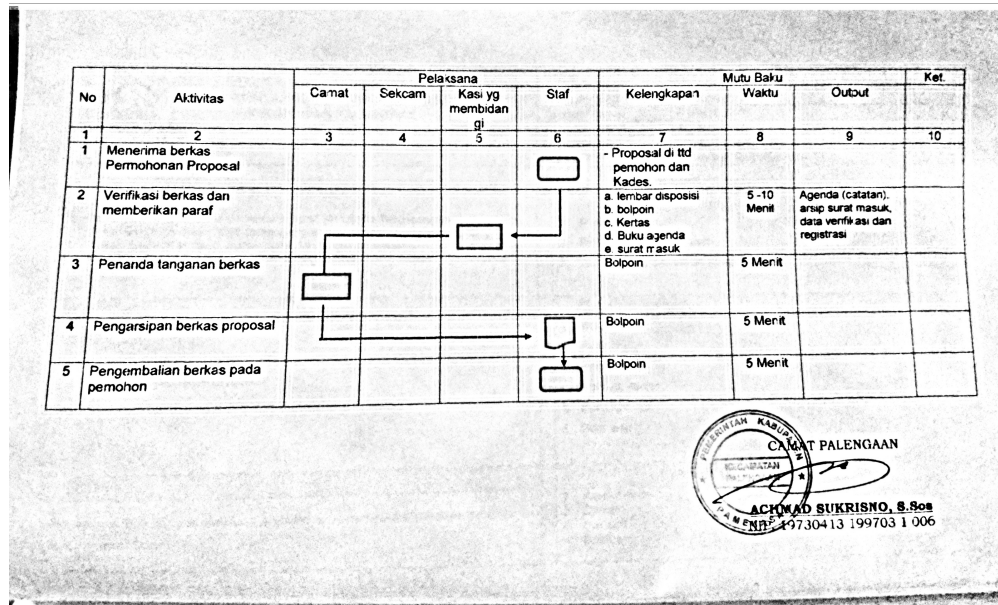 No Aktivitas Pelaksana Mutu Baku Ket.
Camat Sekcam Kasi yg membidan gi Staf Kelengkapan Waktu Output
1 2 3 4 5 6 7 8 9 10
1 Menerima berkas
Permohonan Proposal
- Proposal di ttd
pemohon dan
Kades.
2 Verifikasi berkas dan
memberikan paraf
a. lembar disposisi
b. bolpoin
c. Kertas
d. Buku agenda
e. surat masuk
5 -10
Menit
Agenda (catatan).
arsip surat masuk,
data verifikasi dan
registrasi
3 Penanda tanganan berkas Bolpoin 5 Menit
4 Pengarsipan berkas proposal Bolpoin 5 Menit
5 Pengembalian berkas pada
pemohon
Bolpoin 5 Menit
PEMERINTAH KABUPATEN
KECAMATAN
CAMAT PALENGAAN
ACHMAD SUKRISNO, S.Sos
NIP. 19730413 199703 1 006